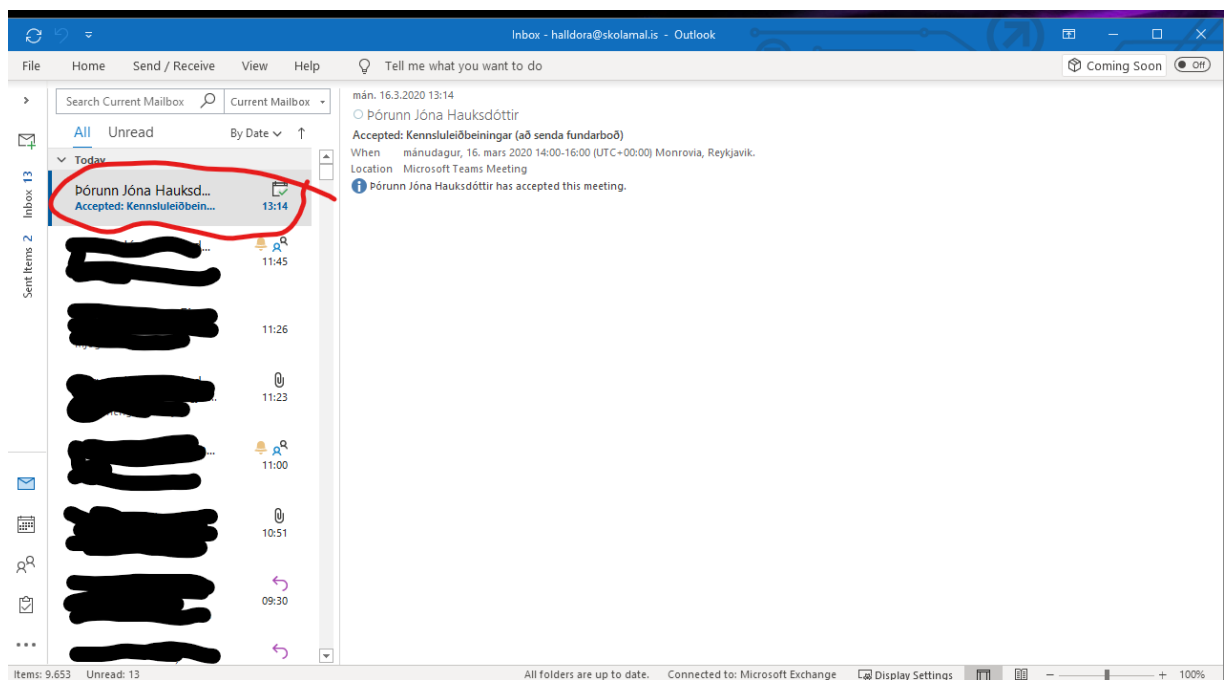 Inbox - halldora@skolamal.is - Outlook
File Home Send / Receive View Help Tell me what you want to do Coming Soon Off
Search Current Mailbox Current Mailbox
All Unread By Date
Today
Þórunn Jóna Hauksd...
Accepted: Kennsluleiðbein... 13:14
11:45
11:26
11:23
11:00
10:51
09:30
Inbox 13
Sent Items 2
mán. 16.3.2020 13:14
Þórunn Jóna Hauksdóttir
Accepted: Kennsluleiðbeiningar (að senda fundarboð)
When mánudagur, 16. mars 2020 14:00-16:00 (UTC+00:00) Monrovia, Reykjavik.
Location Microsoft Teams Meeting
Þórunn Jóna Hauksdóttir has accepted this meeting.
Items: 9.653 Unread: 13 All folders are up to date. Connected to: Microsoft Exchange Display Settings 100%